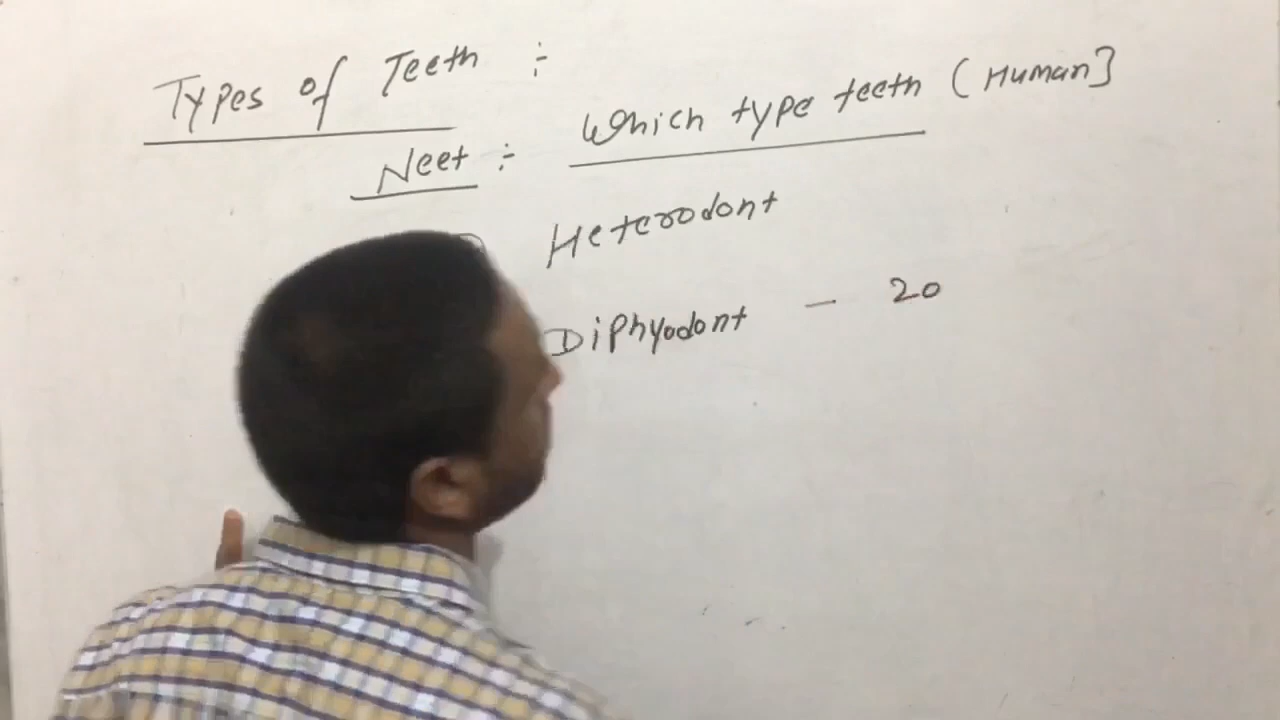 Types of Teeth :-
Neet :- Which type teeth (Human]
Heterodont
Diphyodont - 20